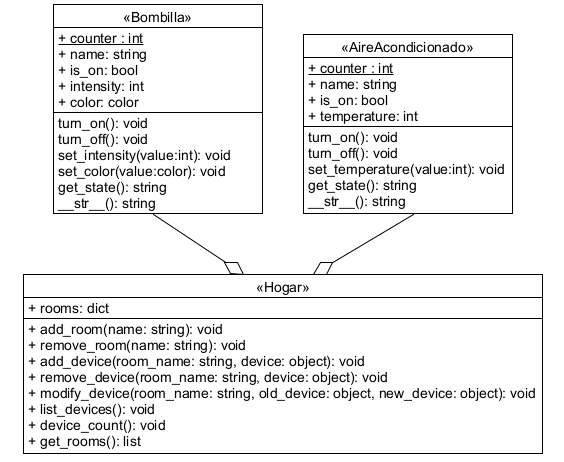 «Bombilla»
+ counter : int
+ name: string
+ is_on: bool
+ intensity: int
+ color: color
turn_on(): void
turn_off(): void
set_intensity(value:int): void
set_color(value:color): void
get_state(): string
__str__(): string
«AireAcondicionado»
+ counter : int
+ name: string
+ is_on: bool
+ temperature: int
turn_on(): void
turn_off(): void
set_temperature(value:int): void
get_state(): string
__str__(): string
«Hogar»
+ rooms: dict
+ add_room(name: string): void
+ remove_room(name: string): void
+ add_device(room_name: string, device: object): void
+ remove_device(room_name: string, device: object): void
+ modify_device(room_name: string, old_device: object, new_device: object): void
+ list_devices(): void
+ device_count(): void
+ get_rooms(): list